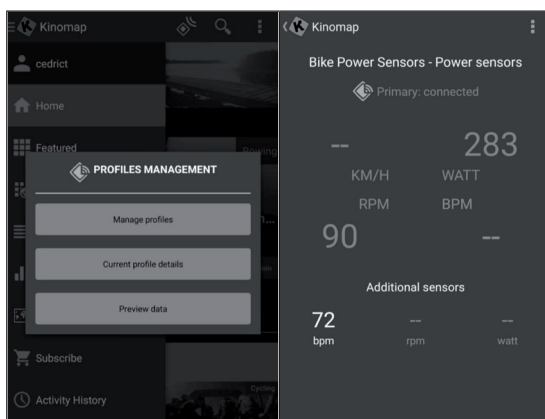 Kinomap
cedrict
Home
Featured
Rowing
PROFILES MANAGEMENT
Manage profiles
Current profile details
Preview data
Subscribe
Cycling
Activity History
Kinomap
Bike Power Sensors - Power sensors
Primary: connected
-- 283
KM/H WATT
RPM BPM
90 --
Additional sensors
72 -- --
bpm rpm watt